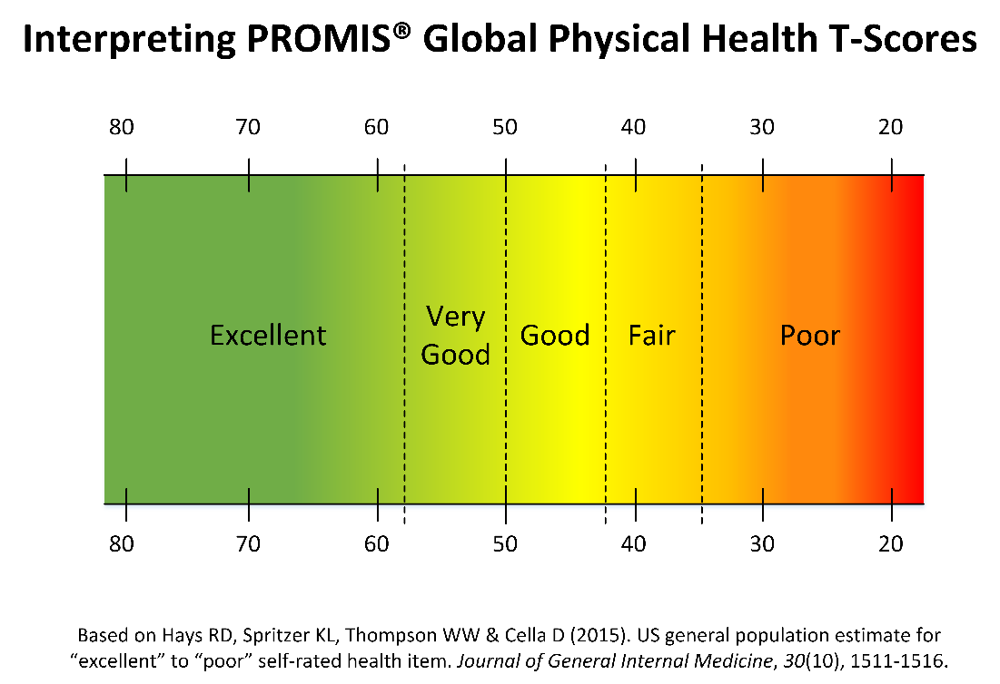 Interpreting PROMIS® Global Physical Health T-Scores
80 70 60 50 40 30 20
Excellent
Very
Good
Good
Fair
Poor
80 70 60 50 40 30 20
Based on Hays RD, Spritzer KL, Thompson WW & Cella D (2015). US general population estimate for
“excellent” to “poor” self-rated health item. Journal of General Internal Medicine, 30(10), 1511-1516.